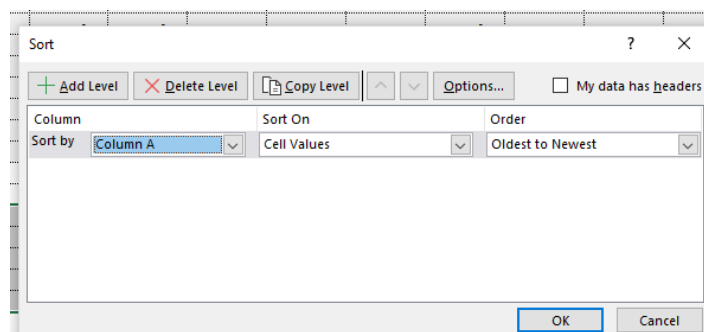 Sort ?
Add Level Delete Level Copy Level Options... My data has headers
Column Sort On Order
Sort by Column A Cell Values Oldest to Newest
OK Cancel